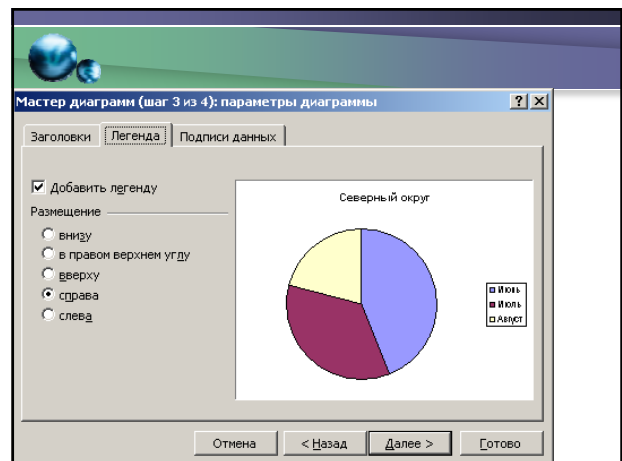 Мастер диаграмм (шаг 3 из 4): параметры диаграммы
Заголовки Легенда Подписи данных
Добавить легенду
Размещение
внизу
в правом верхнем углу
вверху
справа
слева
Северный округ
Июнь
Июль
Август
Отмена < Назад Далее > Готово